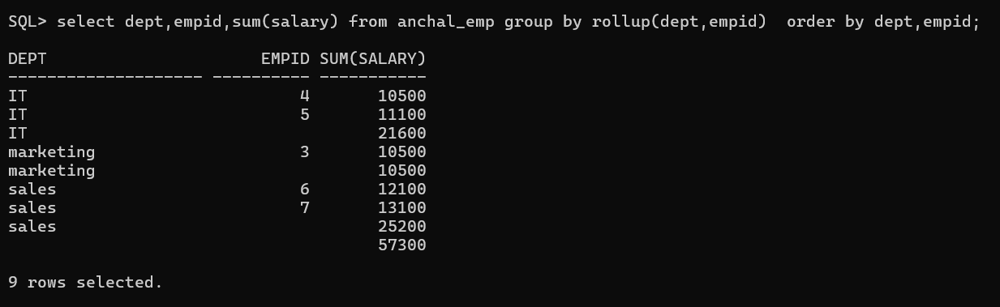 SQL> select dept,empid,sum(salary) from anchal_emp group by rollup(dept,empid)  order by dept,empid;
DEPT                      EMPID SUM(SALARY)
-------------------- ---------- -----------
IT                            4       10500
IT                            5       11100
IT                                    21600
marketing                     3       10500
marketing                             10500
sales                         6       12100
sales                         7       13100
sales                                 25200
                                      57300
9 rows selected.